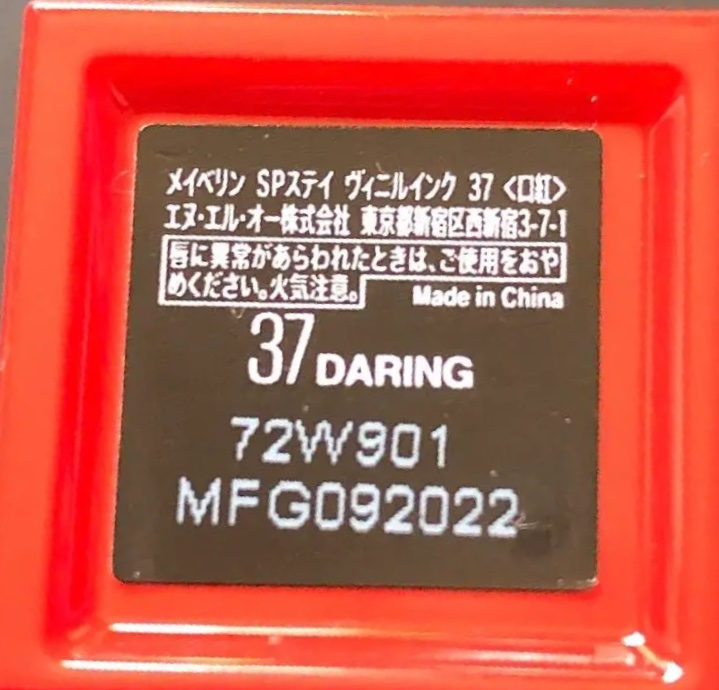 メイベリン SPステイ ヴィニルインク 37 <口紅>
エヌ・エル・オー株式会社 東京都新宿区西新宿3-7-1
唇に異常があらわれたときは、ご使用をおや
めください。火気注意。
Made in China
37 DARING
72W901
MFG092022